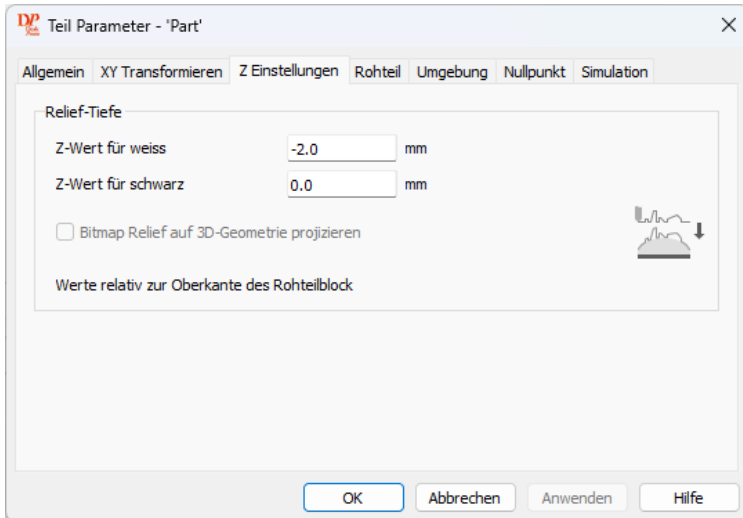 DP
Teil Parameter - 'Part'
Allgemein XY Transformieren Z Einstellungen Rohteil Umgebung Nullpunkt Simulation
Relief-Tiefe
Z-Wert für weiss -2.0 mm
Z-Wert für schwarz 0.0 mm
Bitmap Relief auf 3D-Geometrie projizieren
Werte relativ zur Oberkante des Rohteilblock
OK Abbrechen Anwenden Hilfe